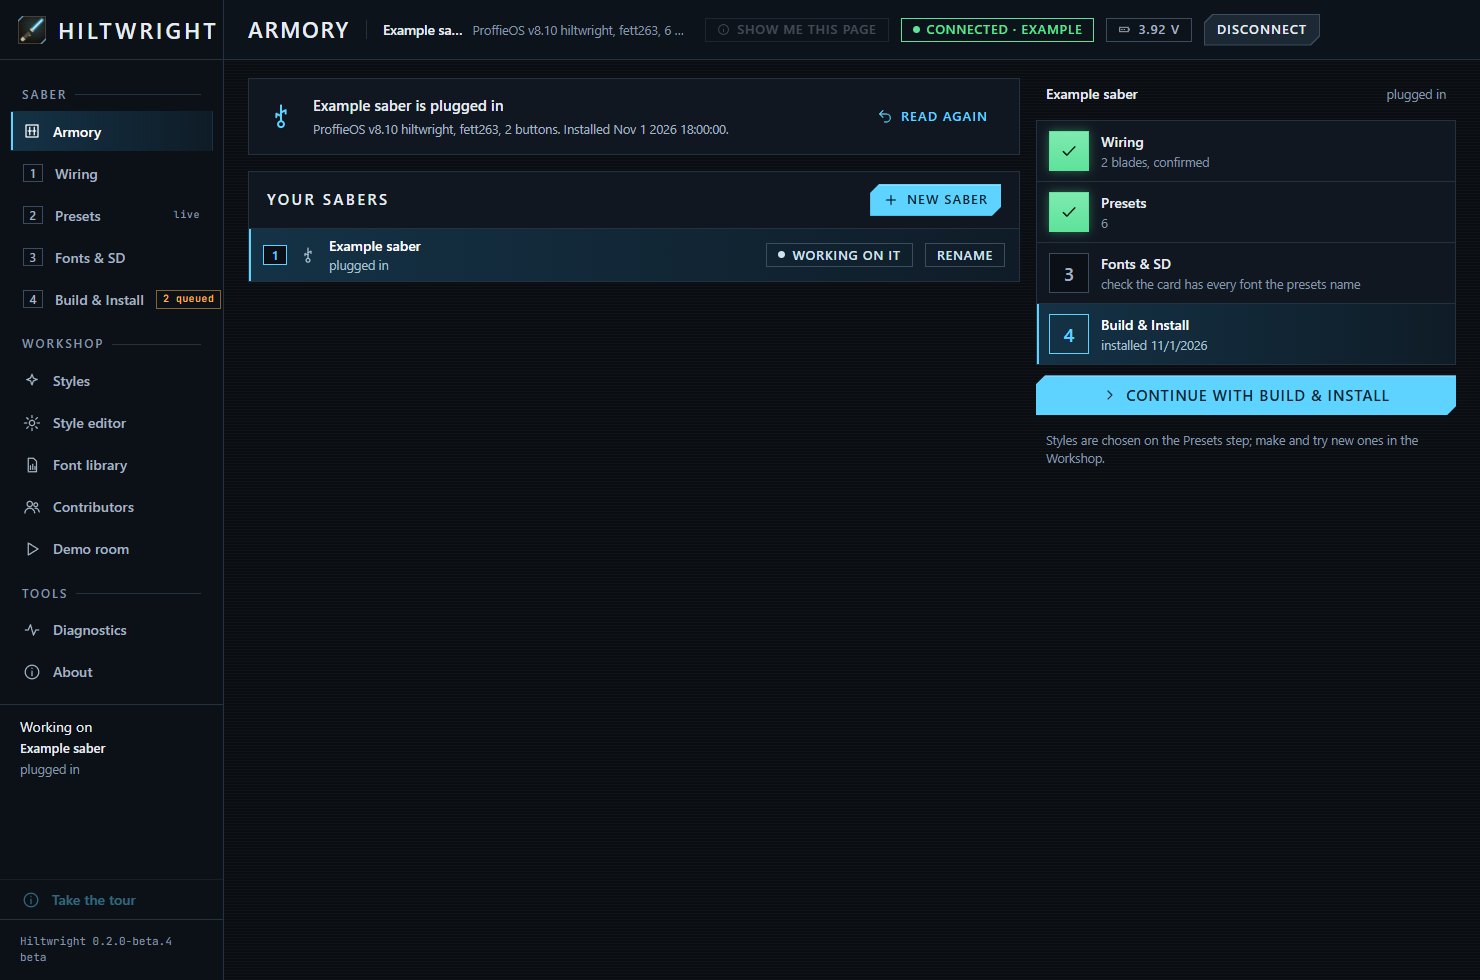 HILTWRIGHT
SABER
Armory
1 Wiring
2 Presets live
3 Fonts & SD
4 Build & Install 2 queued
WORKSHOP
Styles
Style editor
Font library
Contributors
Demo room
TOOLS
Diagnostics
About
Working on
Example saber
plugged in
Take the tour
Hiltwright 0.2.0-beta.4
beta
ARMORY Example sa... ProffieOS v8.10 hiltwright, fett263, 6 ... SHOW ME THIS PAGE CONNECTED · EXAMPLE 3.92 V DISCONNECT
Example saber is plugged in
ProffieOS v8.10 hiltwright, fett263, 2 buttons. Installed Nov 1 2026 18:00:00.
READ AGAIN
YOUR SABERS
NEW SABER
1 Example saber
plugged in
WORKING ON IT RENAME
Example saber plugged in
Wiring
2 blades, confirmed
Presets
6
3 Fonts & SD
check the card has every font the presets name
4 Build & Install
installed 11/1/2026
CONTINUE WITH BUILD & INSTALL
Styles are chosen on the Presets step; make and try new ones in the
Workshop.